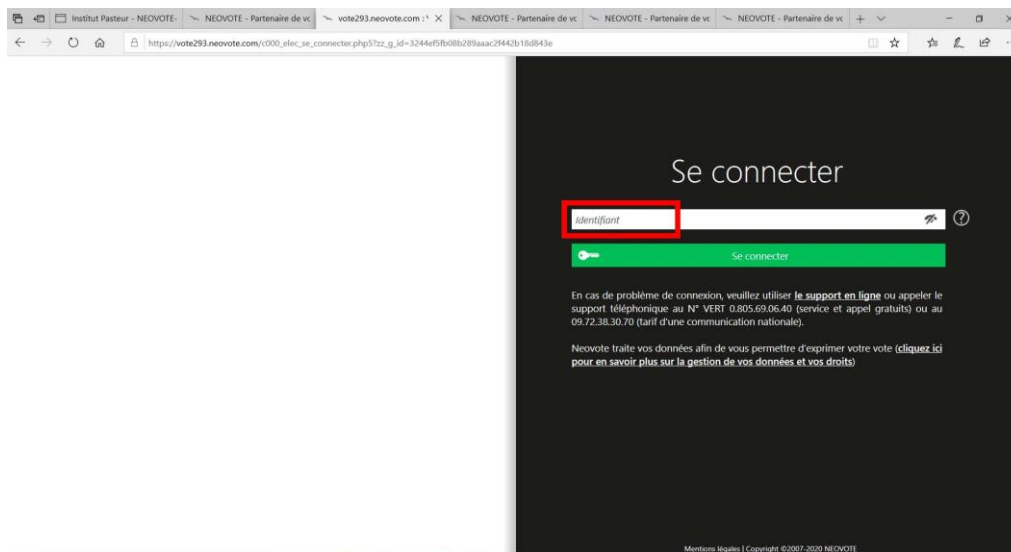 Institut Pasteur - NEOVOTE-
NEOVOTE - Partenaire de vo
vote293.neovote.com : V
NEOVOTE - Partenaire de vc
NEOVOTE - Partenaire de vc
NEOVOTE - Partenaire de vc
https://vote293.neovote.com/c000_elec_se_connecter.php5?zz_g_id=3244ef5fb08b289aaac2f442b18d843e
Se connecter
Identifiant
Se connecter
En cas de problème de connexion, veuillez utiliser le support en ligne ou appeler le
support téléphonique au N° VERT 0.805.69.06.40 (service et appel gratuits) ou au
09.72.38.30.70 (tarif d'une communication nationale).
Neovote traite vos données afin de vous permettre d'exprimer votre vote (cliquez ici
pour en savoir plus sur la gestion de vos données et vos droits)
Mentions légales | Copyright ©2007-2020 NEOVOTE